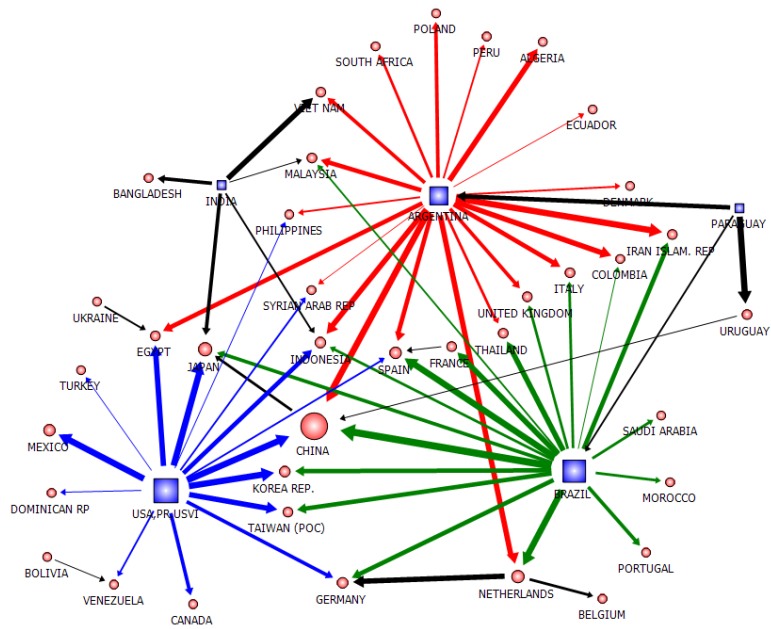 POLAND
PERU
ALGERIA
SOUTH AFRICA
VIET NAM
ECUADOR
MALAYSIA
BANGLADESH
INDIA
DENMARK
ARGENTINA
PARAGUAY
PHILIPPINES
IRAN ISLAM. REP
COLOMBIA
ITALY
SYRIAN ARAB REP
UNITED KINGDOM
UKRAINE
URUGUAY
EGYPT
JAPAN
INDONESIA
THAILAND
SPAIN
FRANCE
TURKEY
SAUDI ARABIA
MEXICO
CHINA
KOREA REP.
BRAZIL
MOROCCO
DOMINICAN RP
USA,PR,USVI
TAIWAN (POC)
PORTUGAL
BOLIVIA
VENEZUELA
GERMANY
NETHERLANDS
BELGIUM
CANADA